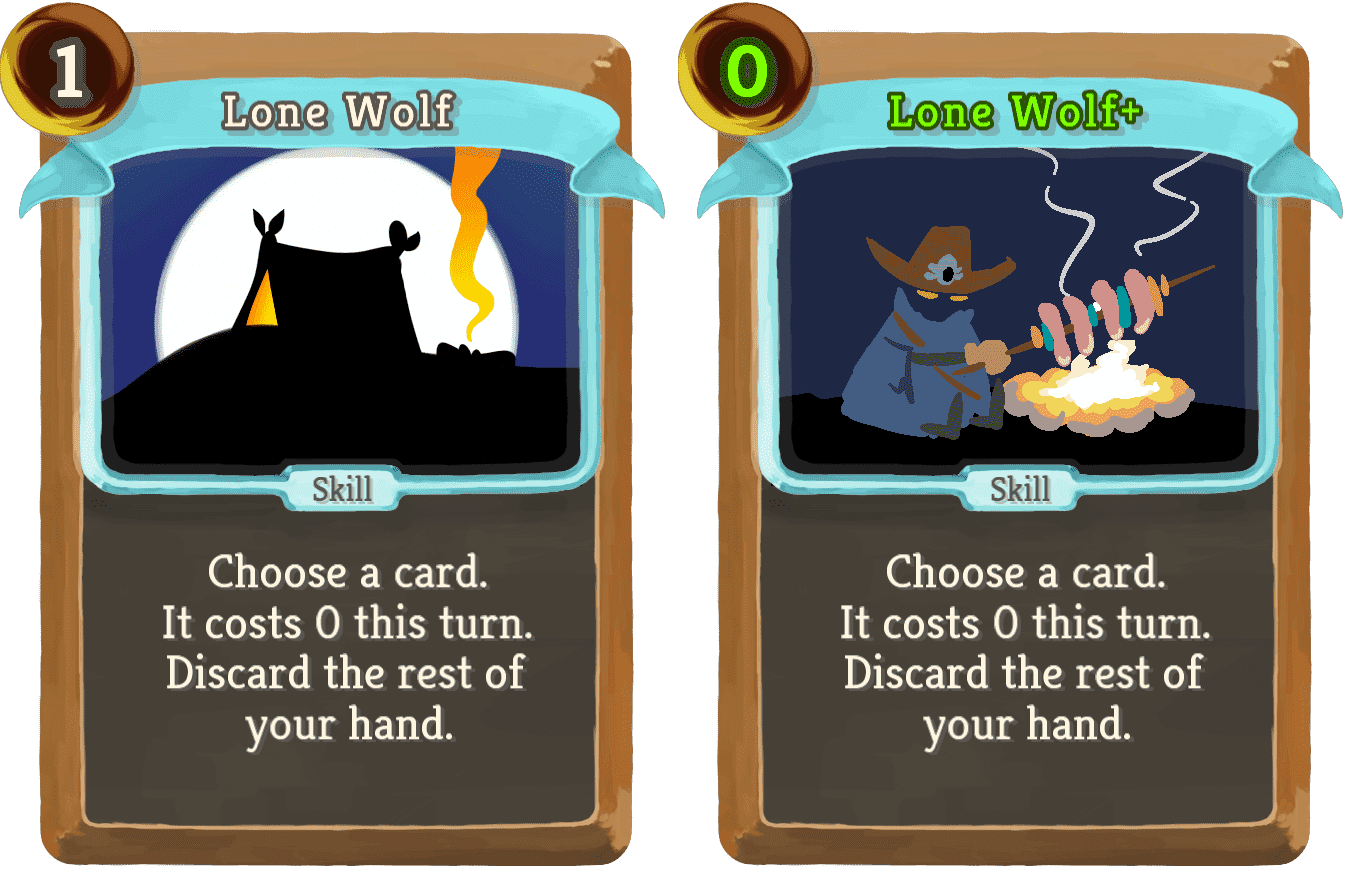 1
Lone Wolf
Skill
Choose a card.
It costs 0 this turn.
Discard the rest of
your hand.
0
Lone Wolf+
Skill
Choose a card.
It costs 0 this turn.
Discard the rest of
your hand.